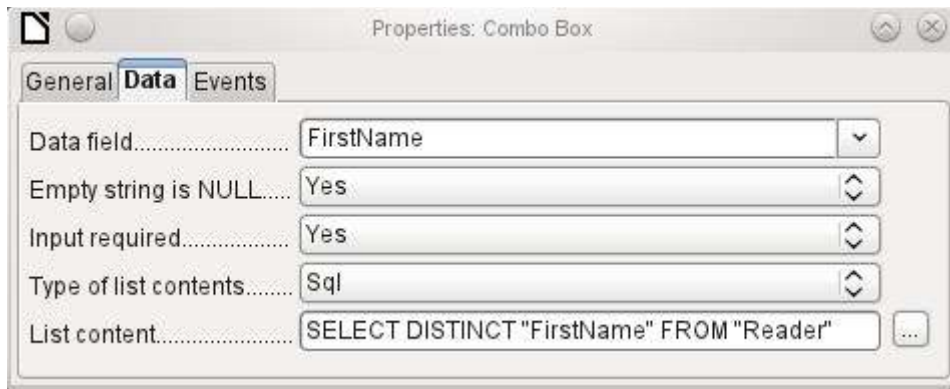 Properties: Combo Box
General Data Events
Data field........................ FirstName
Empty string is NULL..... Yes
Input required.................. Yes
Type of list contents........ Sql
List content...................... SELECT DISTINCT "FirstName" FROM "Reader" ...